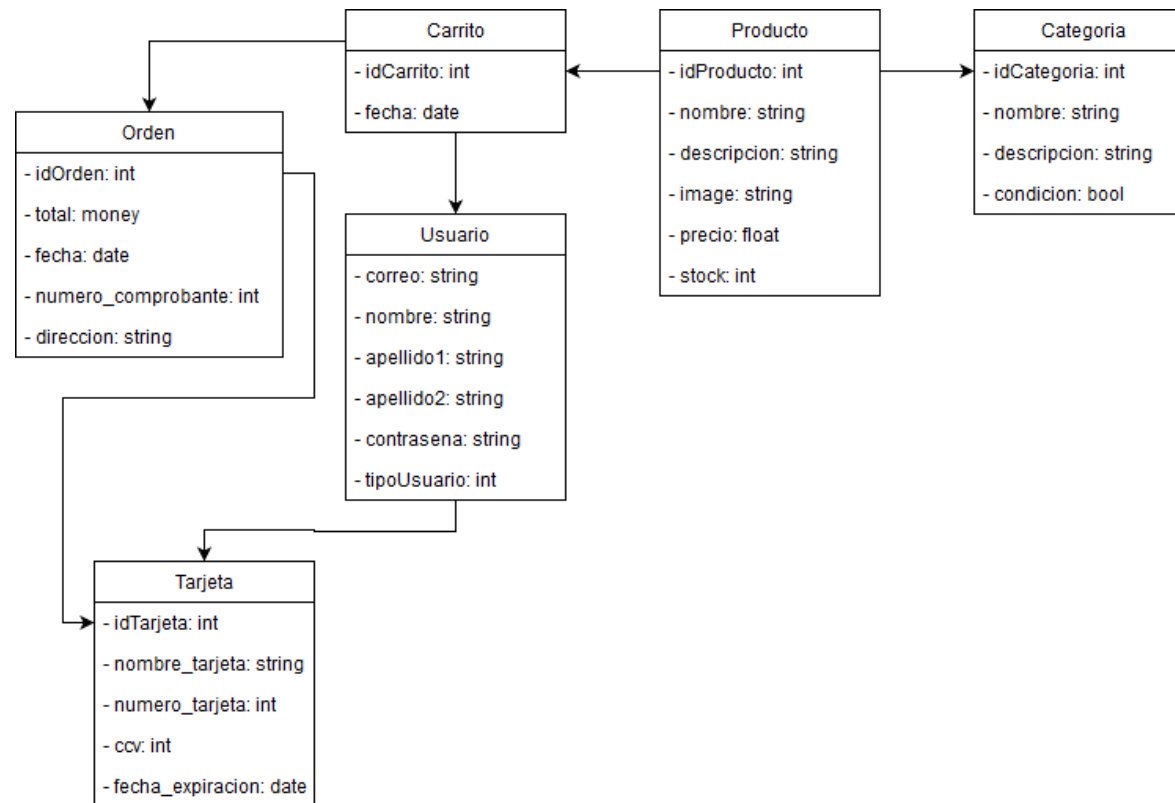 Carrito
- idCarrito: int
- fecha: date
Producto
- idProducto: int
- nombre: string
- descripcion: string
- image: string
- precio: float
- stock: int
Categoria
- idCategoria: int
- nombre: string
- descripcion: string
- condicion: bool
Orden
- idOrden: int
- total: money
- fecha: date
- numero_comprobante: int
- direccion: string
Usuario
- correo: string
- nombre: string
- apellido1: string
- apellido2: string
- contrasena: string
- tipoUsuario: int
Tarjeta
- idTarjeta: int
- nombre_tarjeta: string
- numero_tarjeta: int
- ccv: int
- fecha_expiracion: date